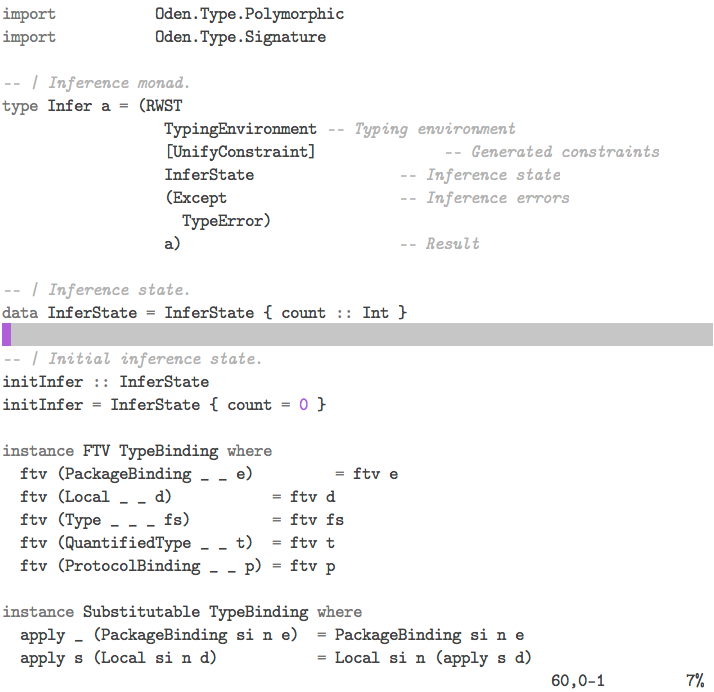 import           Oden.Type.Polymorphic
import           Oden.Type.Signature

-- | Inference monad.
type Infer a = (RWST
                  TypingEnvironment -- Typing environment
                  [UnifyConstraint]              -- Generated constraints
                  InferState                -- Inference state
                  (Except                   -- Inference errors
                    TypeError)
                  a)                        -- Result

-- | Inference state.
data InferState = InferState { count :: Int }

-- | Initial inference state.
initInfer :: InferState
initInfer = InferState { count = 0 }

instance FTV TypeBinding where
  ftv (PackageBinding _ _ e)         = ftv e
  ftv (Local _ _ d)           = ftv d
  ftv (Type _ _ _ fs)         = ftv fs
  ftv (QuantifiedType _ _ t)  = ftv t
  ftv (ProtocolBinding _ _ p) = ftv p

instance Substitutable TypeBinding where
  apply _ (PackageBinding si n e)  = PackageBinding si n e
  apply s (Local si n d)           = Local si n (apply s d)
60,0-1         7%